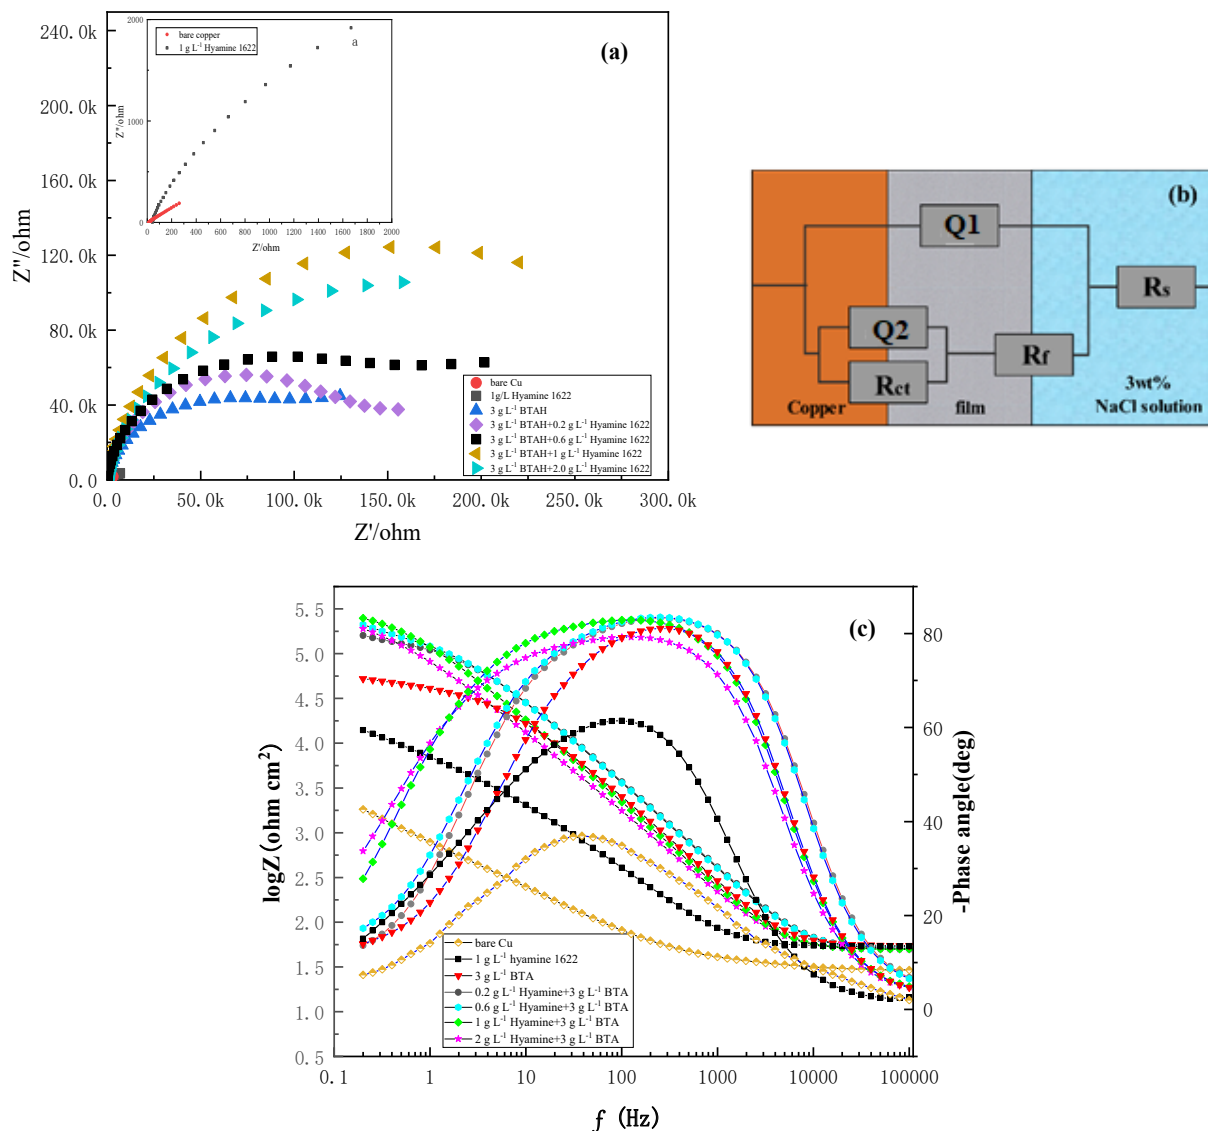 (a)
240.0k
200.0k
160.0k
120.0k
80.0k
40.0k
0.0
Z''/ohm
0.0
50.0k
100.0k
150.0k
200.0k
250.0k
300.0k
Z'/ohm
bare copper
1 g L⁻¹ Hyamine 1622
a
2000
1000
0
Z''/ohm
0 200 400 600 800 1000 1200 1400 1600 1800 2000
Z'/ohm
bare Cu
1g/L Hyamine 1622
3 g L⁻¹ BTAH
3 g L⁻¹ BTAH+0.2 g L⁻¹ Hyamine 1622
3 g L⁻¹ BTAH+0.6 g L⁻¹ Hyamine 1622
3 g L⁻¹ BTAH+1 g L⁻¹ Hyamine 1622
3 g L⁻¹ BTAH+2.0 g L⁻¹ Hyamine 1622
(b)
Q1
Rs
Q2
Rf
Rct
Copper
film
3wt%
NaCl solution
(c)
5.5
5.0
4.5
4.0
3.5
3.0
2.5
2.0
1.5
1.0
0.5
logZ (ohm cm²)
80
60
40
20
0
-Phase angle(deg)
bare Cu
1 g L⁻¹ hyamine 1622
3 g L⁻¹ BTA
0.2 g L⁻¹ Hyamine+3 g L⁻¹ BTA
0.6 g L⁻¹ Hyamine+3 g L⁻¹ BTA
1 g L⁻¹ Hyamine+3 g L⁻¹ BTA
2 g L⁻¹ Hyamine+3 g L⁻¹ BTA
0.1 1 10 100 1000 10000 100000
f (Hz)